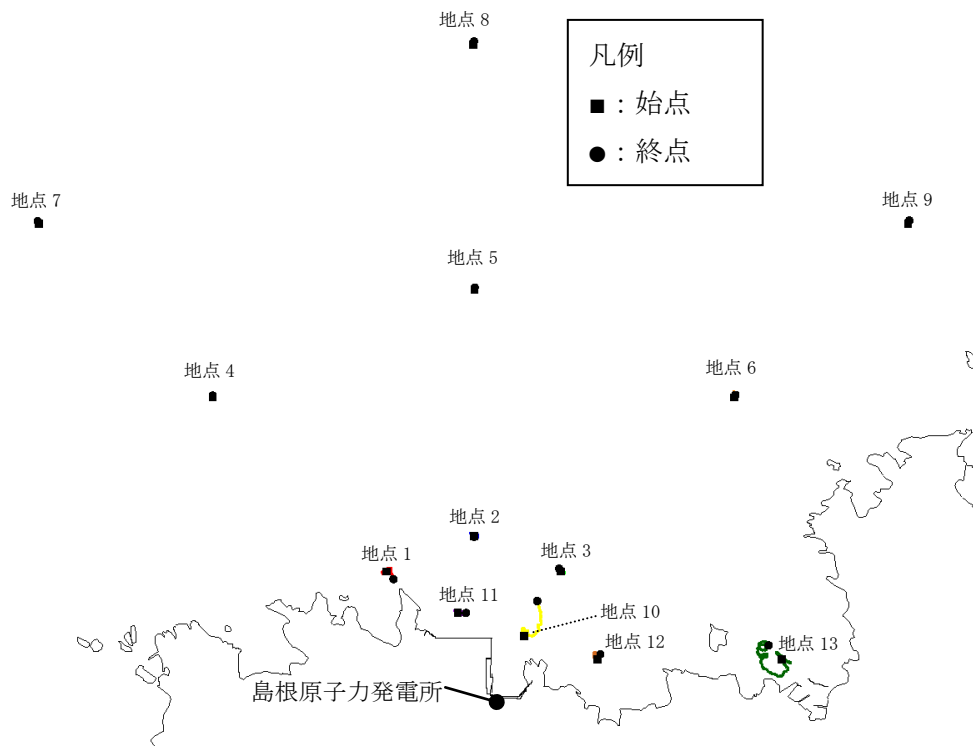 地点 8
凡例
■：始点
●：終点
地点 7
地点 9
地点 5
地点 4
地点 6
地点 2
地点 1
地点 3
地点 11
地点 10
地点 12
地点 13
島根原子力発電所